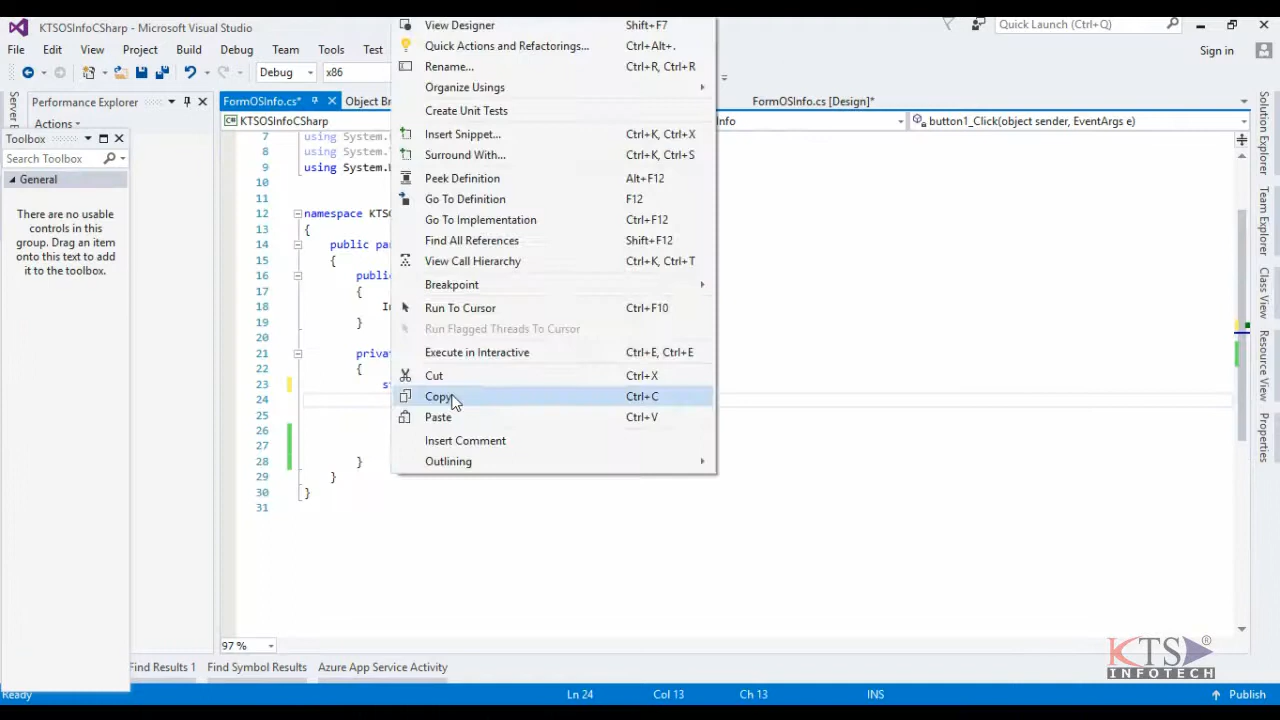 KTSOSInfoCSharp - Microsoft Visual Studio
Quick Launch (Ctrl+Q)
File Edit View Project Build Debug Team Tools Test
Sign in
Debug x86
Server
Performance Explorer
Actions
Toolbox
Search Toolbox
General
There are no usable
controls in this
group. Drag an item
onto this text to add
it to the toolbox.
FormOSInfo.cs*
Object Br
FormOSInfo.cs [Design]*
KTSOSInfoCSharp
nfo
button1_Click(object sender, EventArgs e)
7 using System.
8 using System.
9 using System.
10
11
12 namespace KTSO
13 {
14 public par
15 {
16 public
17 {
18 In
19 }
20
21 privat
22 {
23 st
24
25
26
27
28 }
29 }
30 }
31
View Designer Shift+F7
Quick Actions and Refactorings... Ctrl+Alt+.
Rename... Ctrl+R, Ctrl+R
Organize Usings
Create Unit Tests
Insert Snippet... Ctrl+K, Ctrl+X
Surround With... Ctrl+K, Ctrl+S
Peek Definition Alt+F12
Go To Definition F12
Go To Implementation Ctrl+F12
Find All References Shift+F12
View Call Hierarchy Ctrl+K, Ctrl+T
Breakpoint
Run To Cursor Ctrl+F10
Run Flagged Threads To Cursor
Execute in Interactive Ctrl+E, Ctrl+E
Cut Ctrl+X
Copy Ctrl+C
Paste Ctrl+V
Insert Comment
Outlining
Solution Explorer
Team Explorer
Class View
Resource View
Properties
97 %
Find Results 1 Find Symbol Results Azure App Service Activity
KTS®
INFOTECH
Ready Ln 24 Col 13 Ch 13 INS Publish